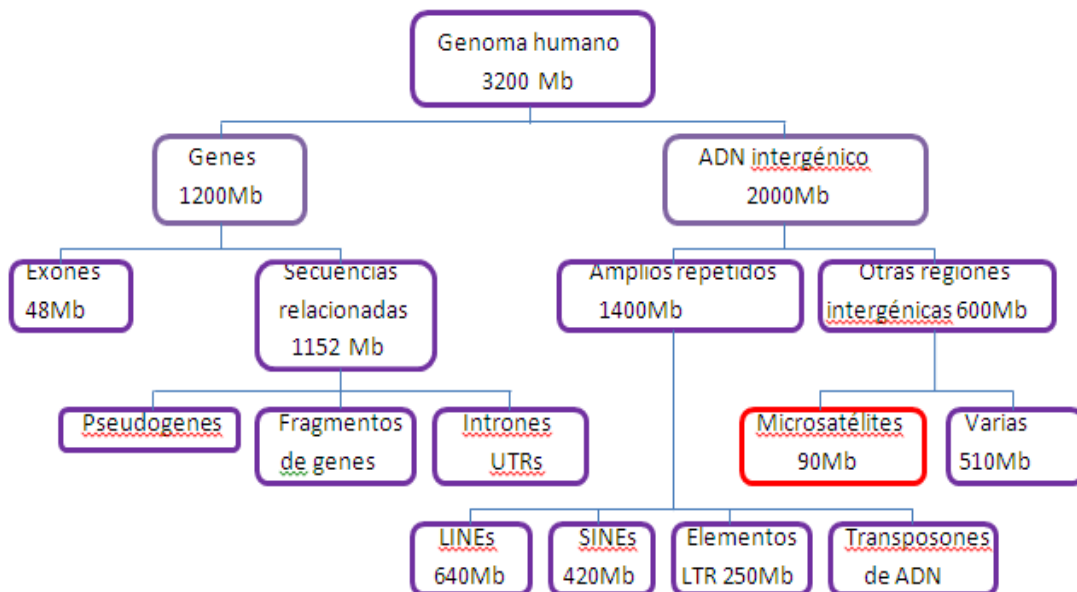 Genoma humano
3200 Mb
Genes
1200Mb
ADN intergénico
2000Mb
Exones
48Mb
Secuencias
relacionadas
1152 Mb
Amplios repetidos
1400Mb
Otras regiones
intergénicas 600Mb
Pseudogenes
Fragmentos
de genes
Intrones
UTRs
Microsatélites
90Mb
Varias
510Mb
LINEs
640Mb
SINEs
420Mb
Elementos
LTR 250Mb
Transposones
de ADN